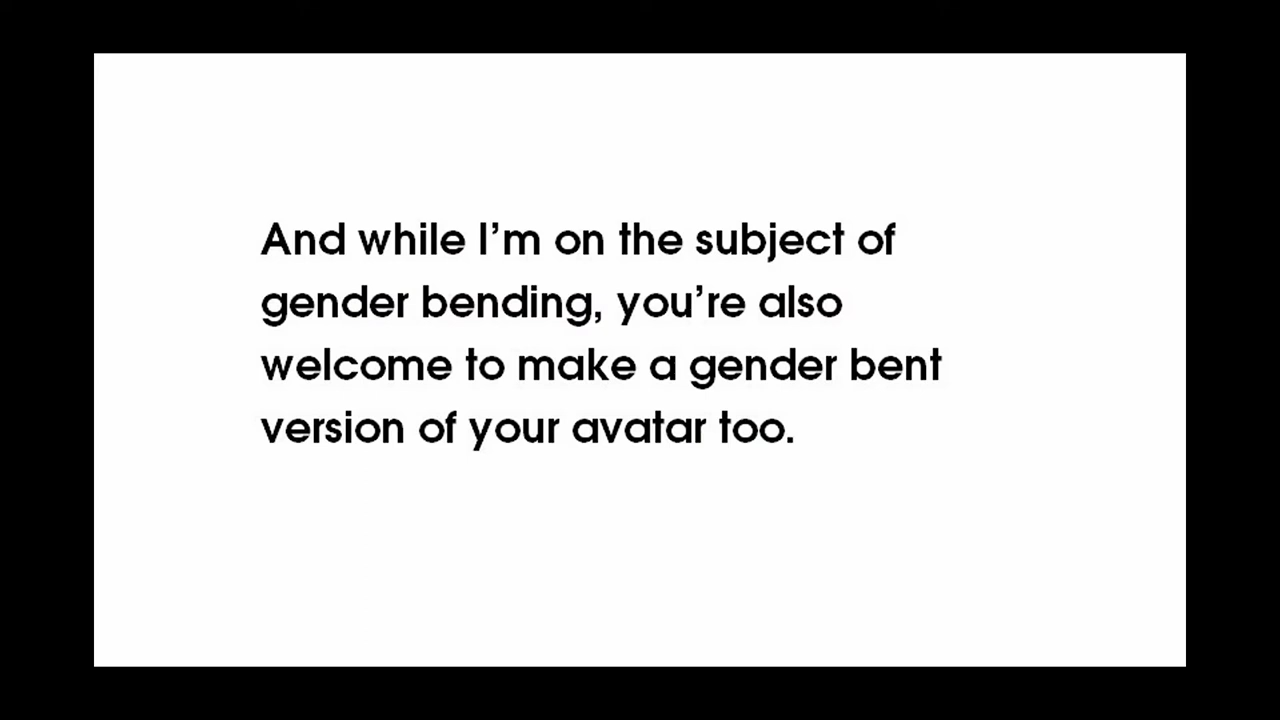 And while I’m on the subject of
gender bending, you’re also
welcome to make a gender bent
version of your avatar too.